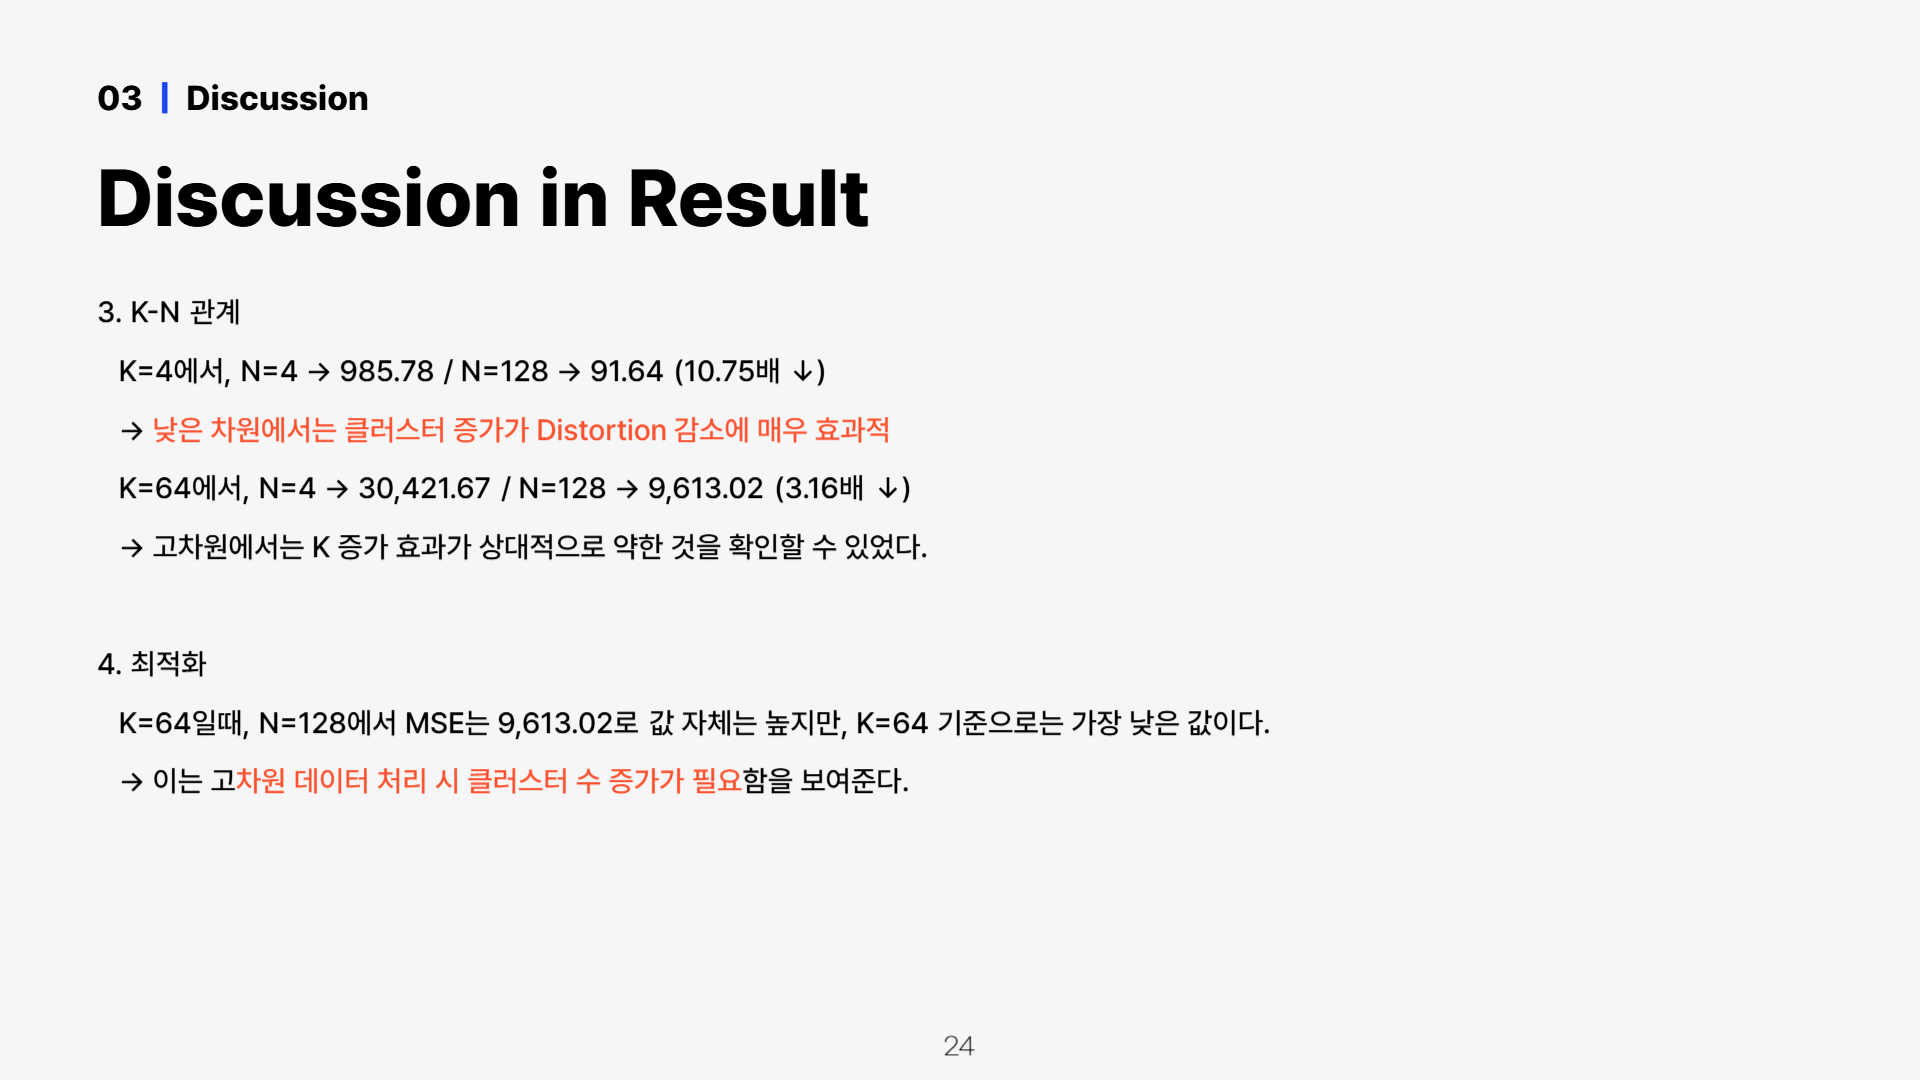 03 | Discussion
Discussion in Result
3. K-N 관계
K=4에서, N=4 → 985.78 / N=128 → 91.64 (10.75배 ↓)
→ 낮은 차원에서는 클러스터 증가가 Distortion 감소에 매우 효과적
K=64에서, N=4 → 30,421.67 / N=128 → 9,613.02 (3.16배 ↓)
→ 고차원에서는 K 증가 효과가 상대적으로 약한 것을 확인할 수 있었다.
4. 최적화
K=64일때, N=128에서 MSE는 9,613.02로 값 자체는 높지만, K=64 기준으로는 가장 낮은 값이다.
→ 이는 고차원 데이터 처리 시 클러스터 수 증가가 필요함을 보여준다.
24